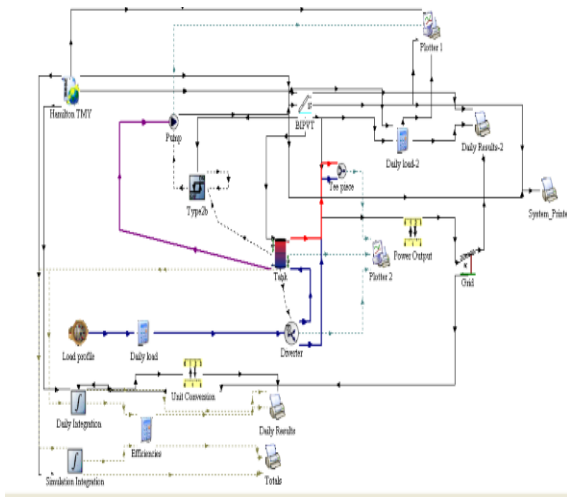 Plotter 1
Hamilton TMY
Pump
BIPVT
Daily load-2
Daily Results-2
Tee piece
Type2b
System_Printe
Power Output
Tank
Plotter 2
Grid
Load profile
Daily load
Diverter
Unit Conversion
Daily Integration
Daily Results
Efficiencies
Simulation Integration
Totals